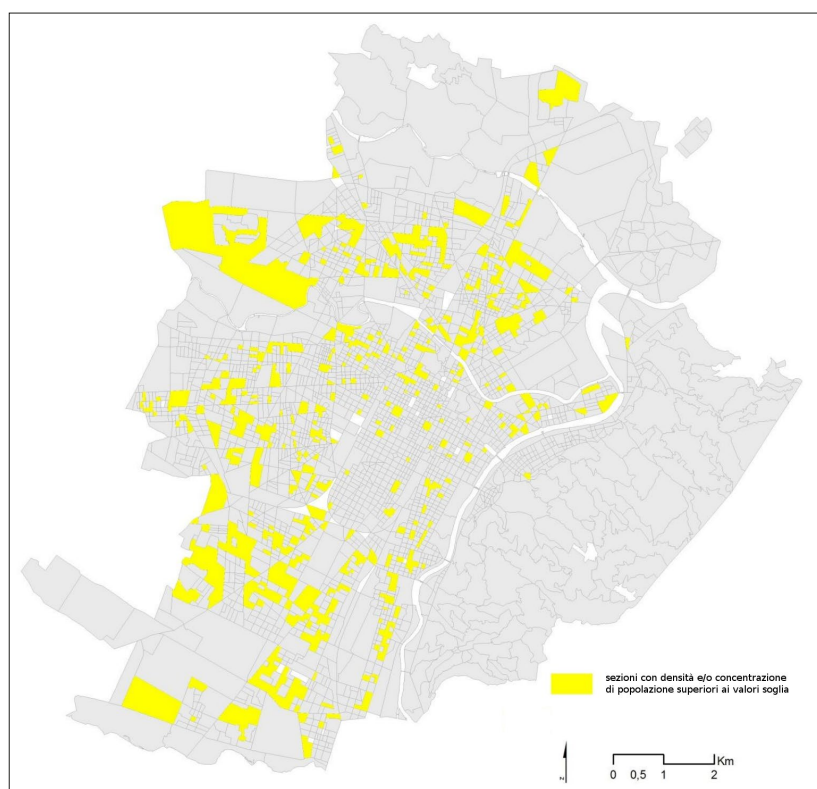 sezioni con densità e/o concentrazione
di popolazione superiori ai valori soglia
N
Km
0 0,5 1 2